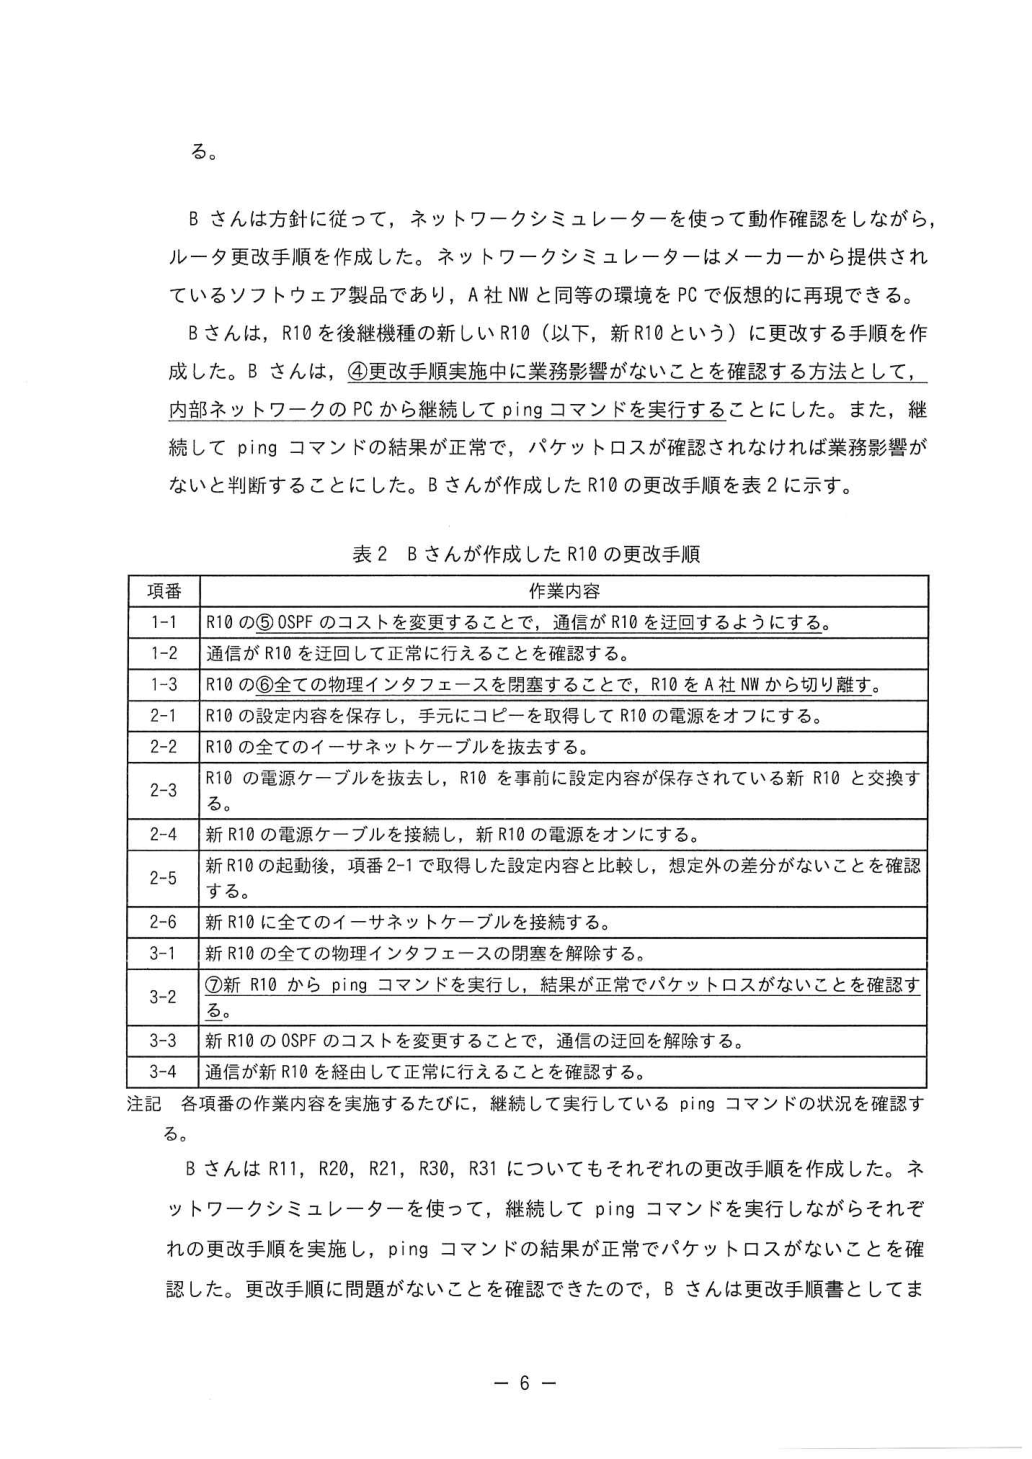 る。
B さんは方針に従って，ネットワークシミュレーターを使って動作確認をしながら，
ルータ更改手順を作成した。ネットワークシミュレーターはメーカーから提供され
ているソフトウェア製品であり，A 社 NW と同等の環境を PC で仮想的に再現できる。
B さんは，R10 を後継機種の新しい R10（以下，新 R10 という）に更改する手順を作
成した。B さんは，④更改手順実施中に業務影響がないことを確認する方法として，
内部ネットワークの PC から継続して ping コマンドを実行することにした。また，継
続して ping コマンドの結果が正常で，パケットロスが確認されなければ業務影響が
ないと判断することにした。B さんが作成した R10 の更改手順を表 2 に示す。
表 2 B さんが作成した R10 の更改手順
項番 作業内容
1-1 R10 の⑤OSPF のコストを変更することで，通信が R10 を迂回するようにする。
1-2 通信が R10 を迂回して正常に行えることを確認する。
1-3 R10 の⑥全ての物理インタフェースを閉塞することで，R10 を A 社 NW から切り離す。
2-1 R10 の設定内容を保存し，手元にコピーを取得して R10 の電源をオフにする。
2-2 R10 の全てのイーサネットケーブルを抜去する。
2-3 R10 の電源ケーブルを抜去し，R10 を事前に設定内容が保存されている新 R10 と交換す
る。
2-4 新 R10 の電源ケーブルを接続し，新 R10 の電源をオンにする。
2-5 新 R10 の起動後，項番 2-1 で取得した設定内容と比較し，想定外の差分がないことを確認
する。
2-6 新 R10 に全てのイーサネットケーブルを接続する。
3-1 新 R10 の全ての物理インタフェースの閉塞を解除する。
3-2 ⑦新 R10 から ping コマンドを実行し，結果が正常でパケットロスがないことを確認す
る。
3-3 新 R10 の OSPF のコストを変更することで，通信の迂回を解除する。
3-4 通信が新 R10 を経由して正常に行えることを確認する。
注記 各項番の作業内容を実施するたびに，継続して実行している ping コマンドの状況を確認す
る。
B さんは R11，R20，R21，R30，R31 についてもそれぞれの更改手順を作成した。ネ
ットワークシミュレーターを使って，継続して ping コマンドを実行しながらそれぞ
れの更改手順を実施し，ping コマンドの結果が正常でパケットロスがないことを確
認した。更改手順に問題がないことを確認できたので，B さんは更改手順書としてま
― 6 ―